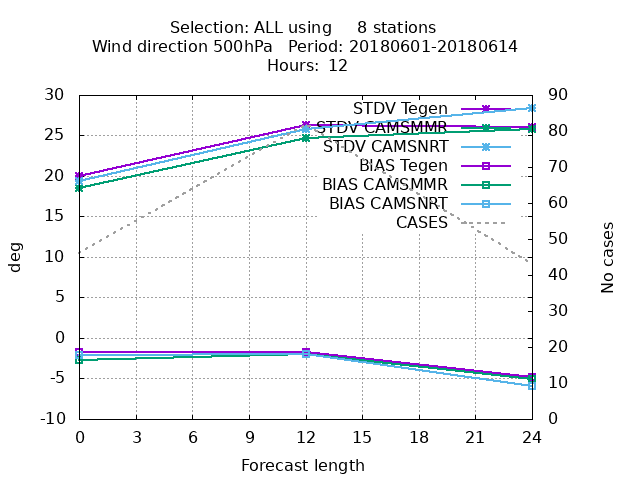 Selection: ALL using 8 stations
Wind direction 500hPa Period: 20180601-20180614
Hours: 12
30
25
20
15
10
5
0
-5
-10
deg
90
80
70
60
50
40
30
20
10
0
No cases
STDV Tegen
STDV CAMSMMR
STDV CAMSNRT
BIAS Tegen
BIAS CAMSMMR
BIAS CAMSNRT
CASES
0 3 6 9 12 15 18 21 24
Forecast length